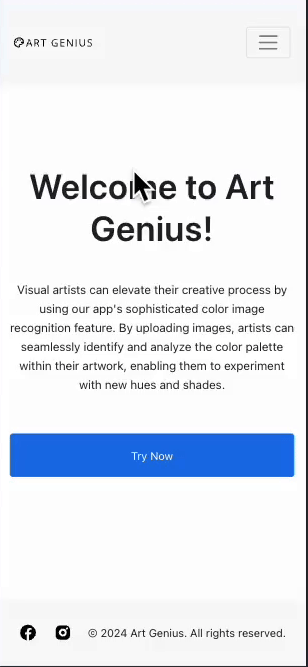 ART GENIUS
Welcome to Art
Genius!
Visual artists can elevate their creative process by
using our app's sophisticated color image
recognition feature. By uploading images, artists can
seamlessly identify and analyze the color palette
within their artwork, enabling them to experiment
with new hues and shades.
Try Now
© 2024 Art Genius. All rights reserved.